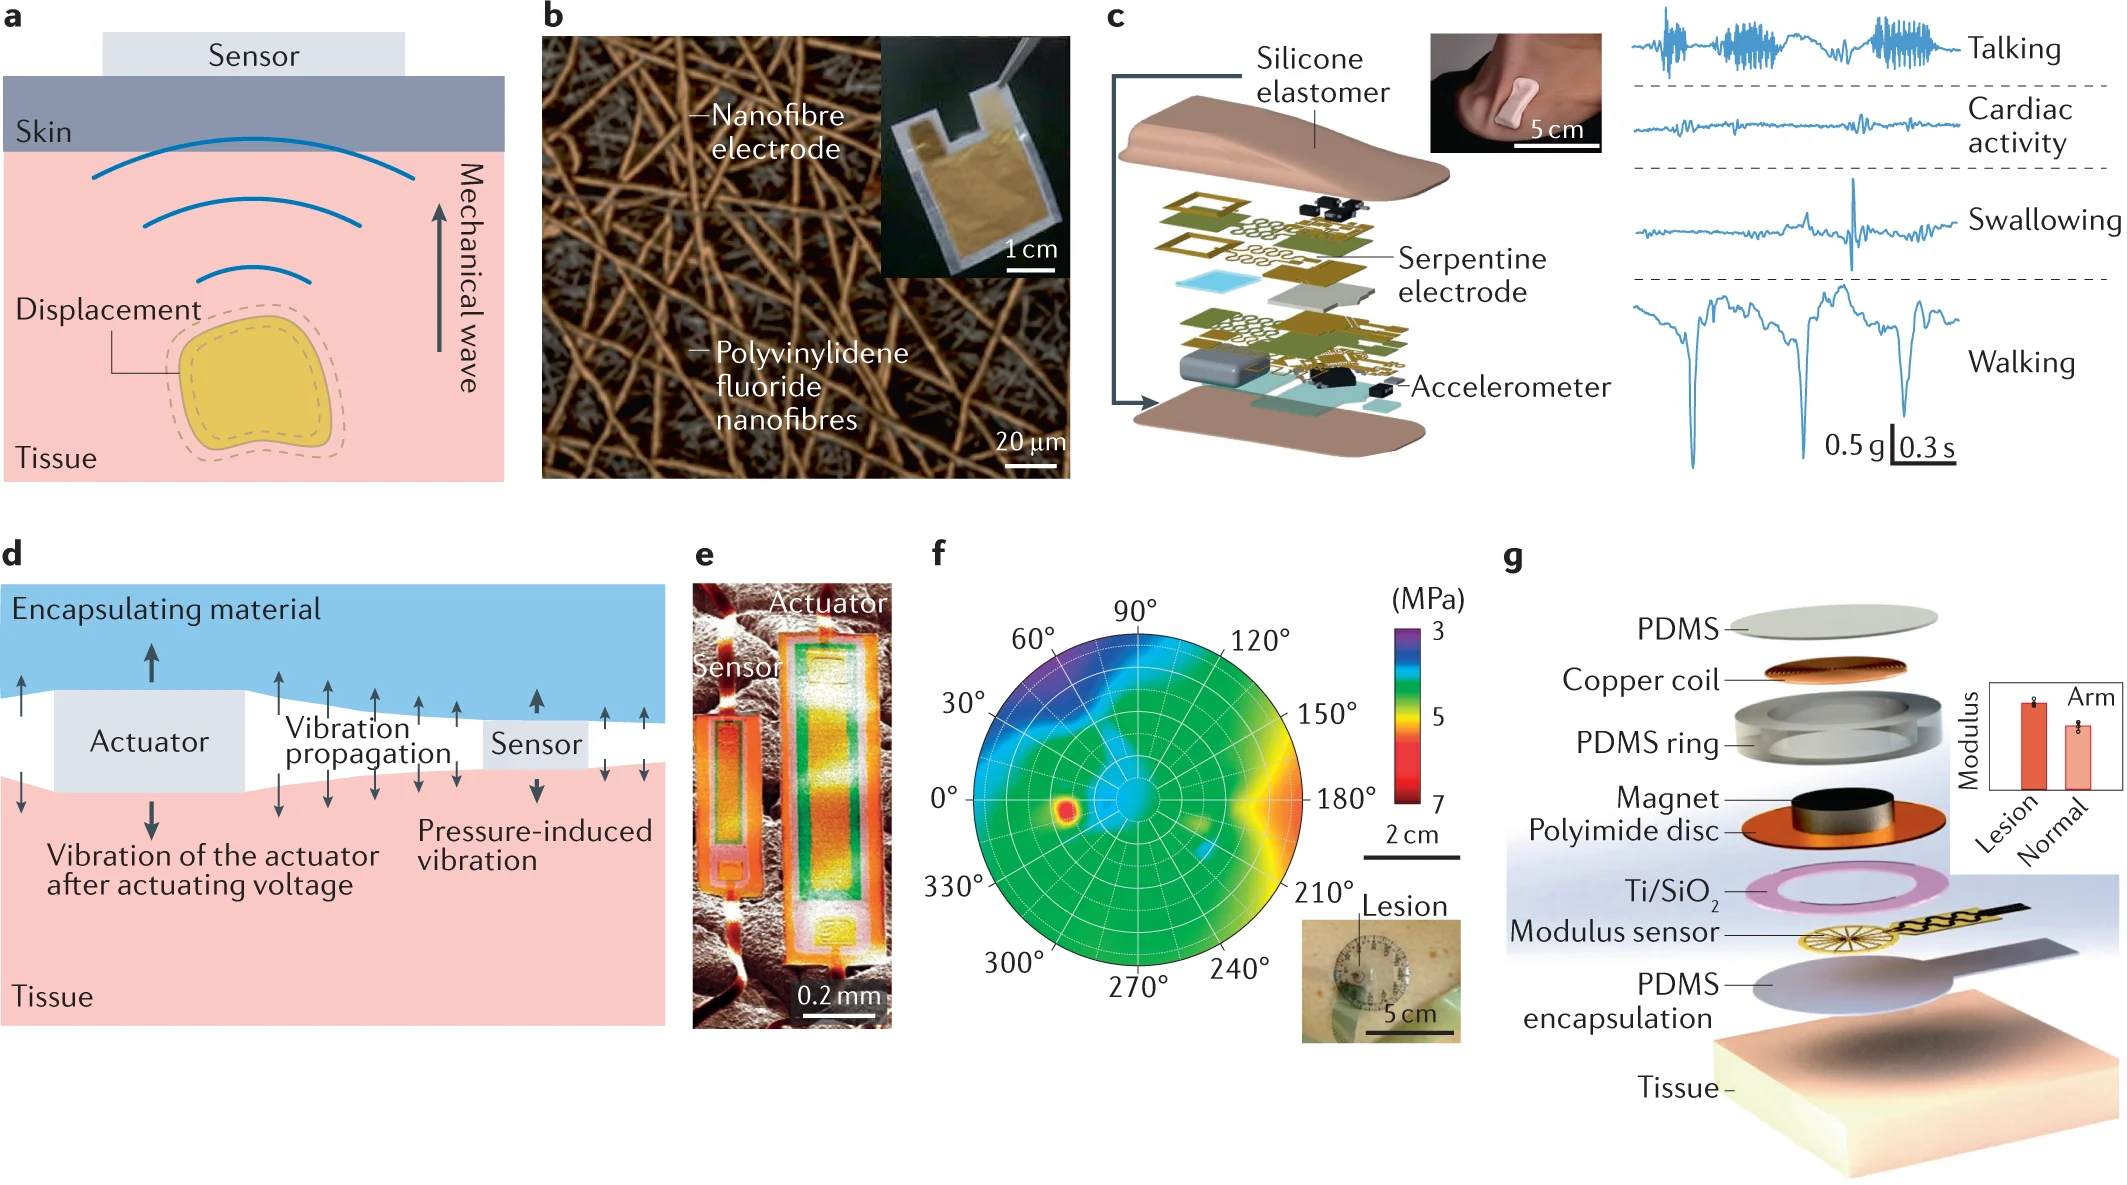 a
Sensor
Skin
Mechanical wave
Displacement
Tissue
b
Nanofibre
electrode
1 cm
Polyvinylidene
fluoride
nanofibres
20 µm
c
Silicone
elastomer
5 cm
Serpentine
electrode
Accelerometer
Talking
Cardiac
activity
Swallowing
Walking
0.5 g
0.3 s
d
Encapsulating material
Actuator
Vibration
propagation
Sensor
Vibration of the actuator
after actuating voltage
Pressure-induced
vibration
Tissue
e
Actuator
Sensor
0.2 mm
f
90°
60°
120°
30°
150°
0°
180°
330°
210°
300°
240°
270°
(MPa)
3
5
7
2 cm
Lesion
5 cm
g
PDMS
Copper coil
PDMS ring
Magnet
Polyimide disc
Ti/SiO₂
Modulus sensor
PDMS
encapsulation
Tissue
Modulus
Arm
Lesion
Normal